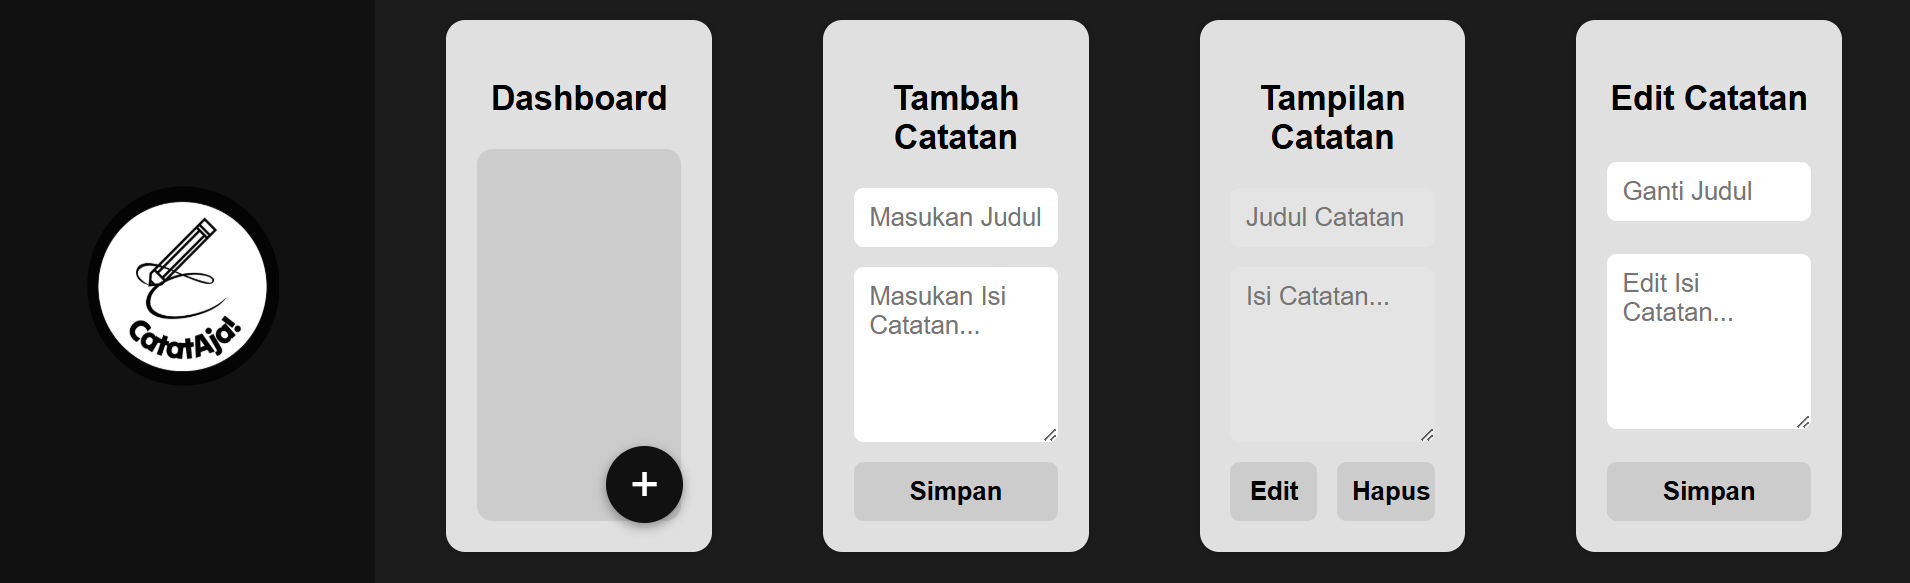 CatatAja!
Dashboard
+
Tambah
Catatan
Masukan Judul
Masukan Isi
Catatan...
Simpan
Tampilan
Catatan
Judul Catatan
Isi Catatan...
Edit
Hapus
Edit Catatan
Ganti Judul
Edit Isi
Catatan...
Simpan